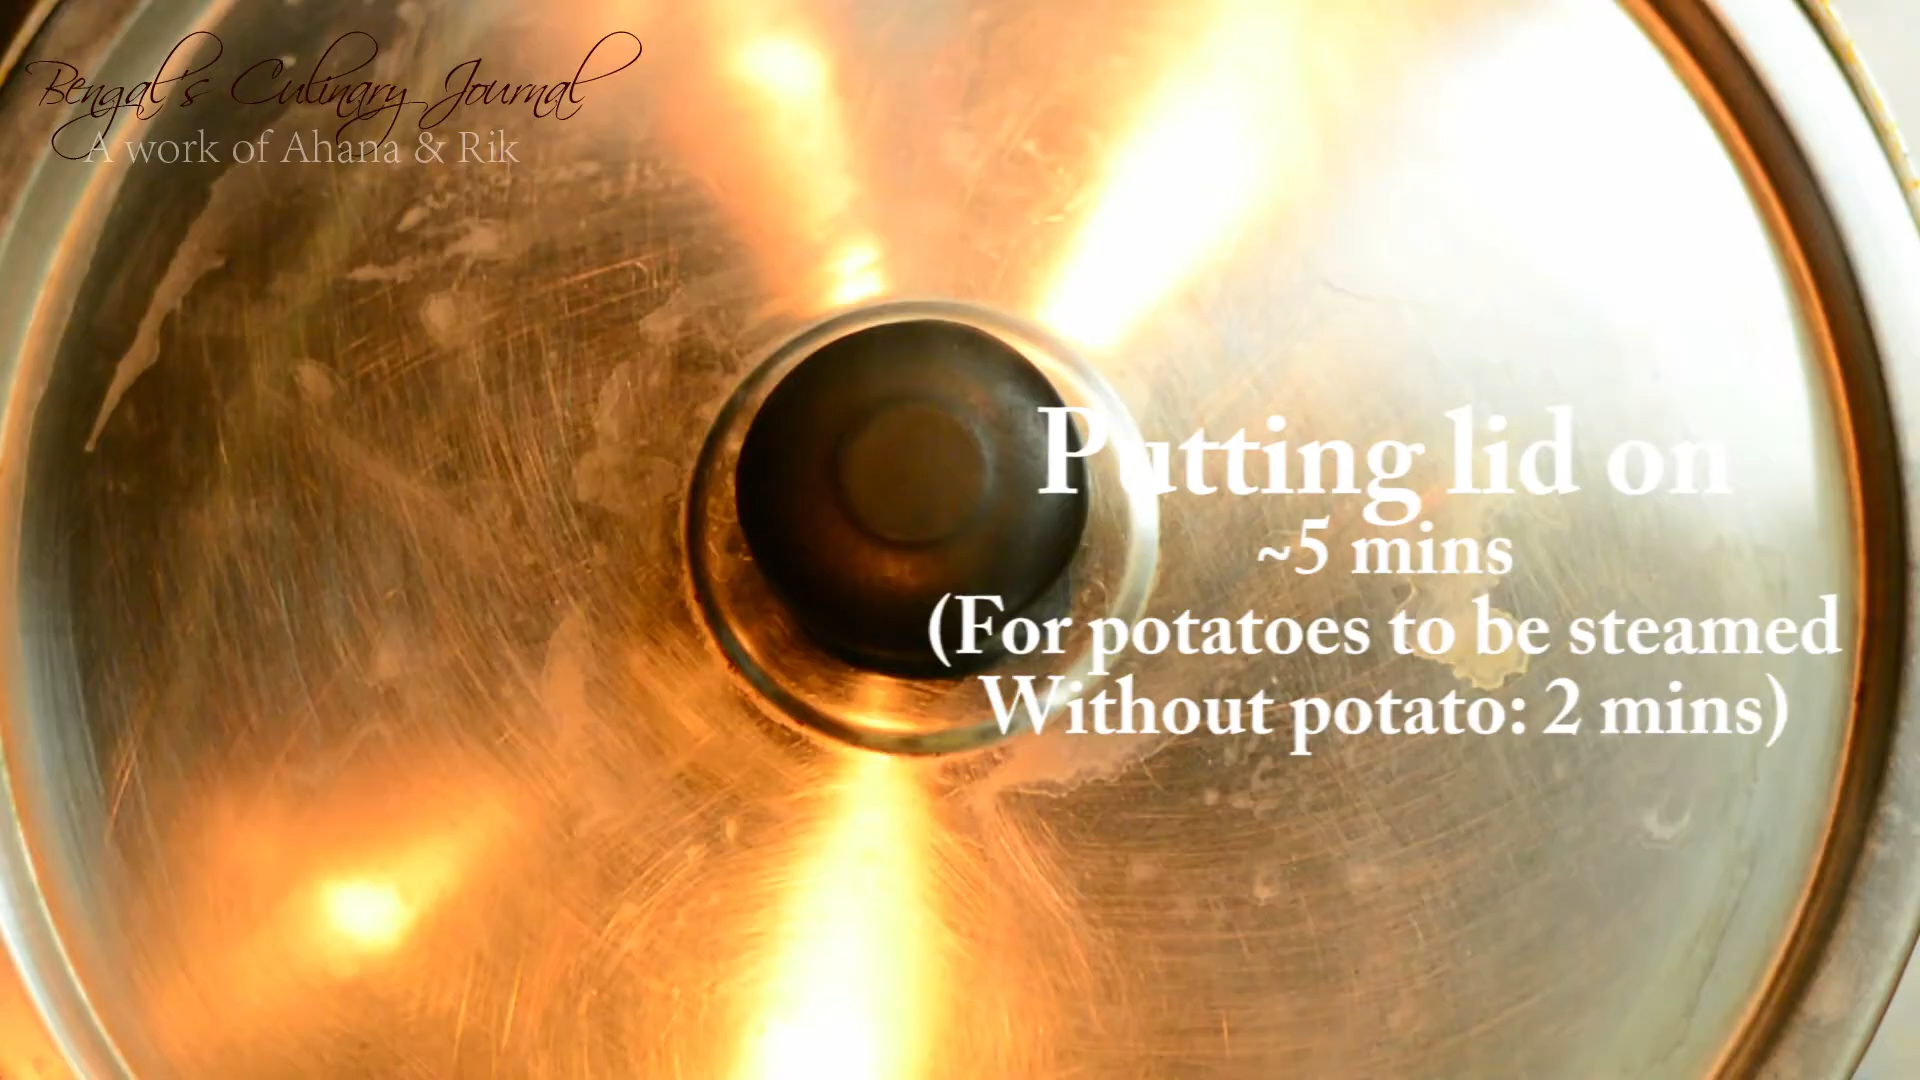 Bengal's Culinary Journal
A work of Ahana & Rik
Putting lid on
~5 mins
(For potatoes to be steamed
Without potato: 2 mins)